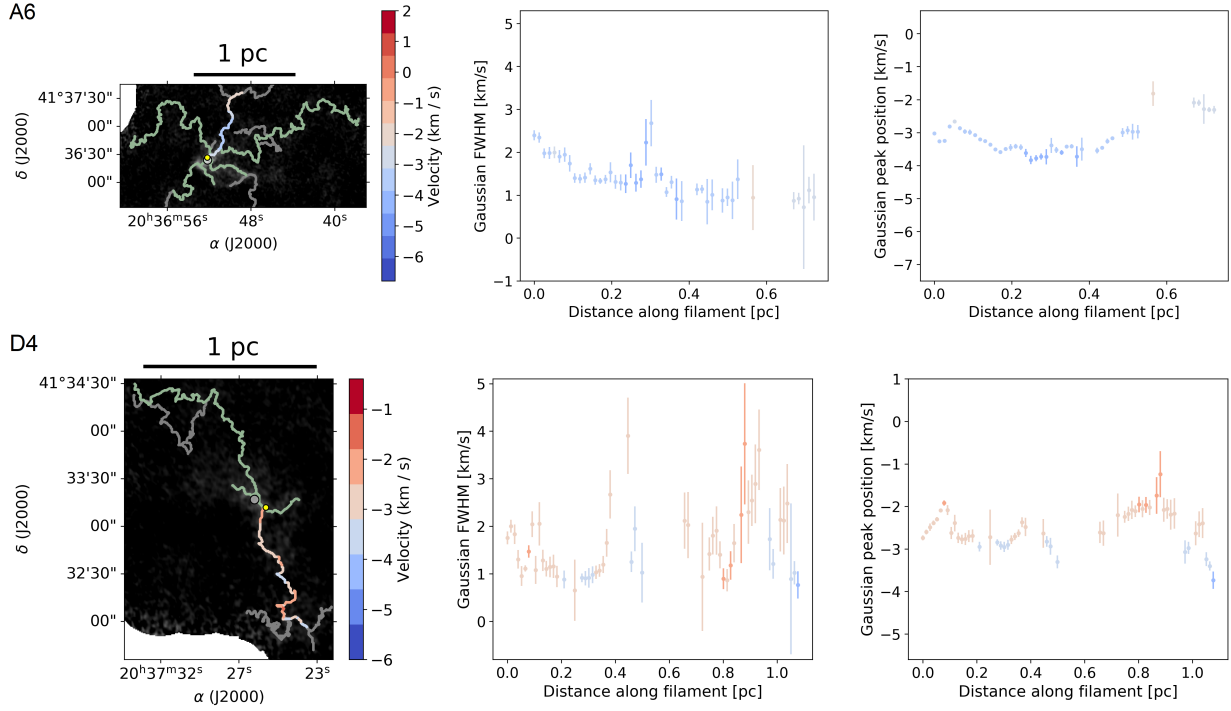 A6
1 pc
41°37'30"
00"
36'30"
00"
20ʰ36ᵐ56ˢ 48ˢ 40ˢ
α (J2000)
δ (J2000)
2
1
0
−1
−2
−3
−4
−5
−6
Velocity (km / s)
5
4
3
2
1
0
−1
Gaussian FWHM [km/s]
0.0 0.2 0.4 0.6
Distance along filament [pc]
0
−1
−2
−3
−4
−5
−6
−7
Gaussian peak position [km/s]
0.0 0.2 0.4 0.6
Distance along filament [pc]
D4
1 pc
41°34'30"
00"
33'30"
00"
32'30"
00"
20ʰ37ᵐ32ˢ 27ˢ 23ˢ
α (J2000)
δ (J2000)
−1
−2
−3
−4
−5
−6
Velocity (km / s)
5
4
3
2
1
0
Gaussian FWHM [km/s]
0.0 0.2 0.4 0.6 0.8 1.0
Distance along filament [pc]
1
0
−1
−2
−3
−4
−5
Gaussian peak position [km/s]
0.0 0.2 0.4 0.6 0.8 1.0
Distance along filament [pc]